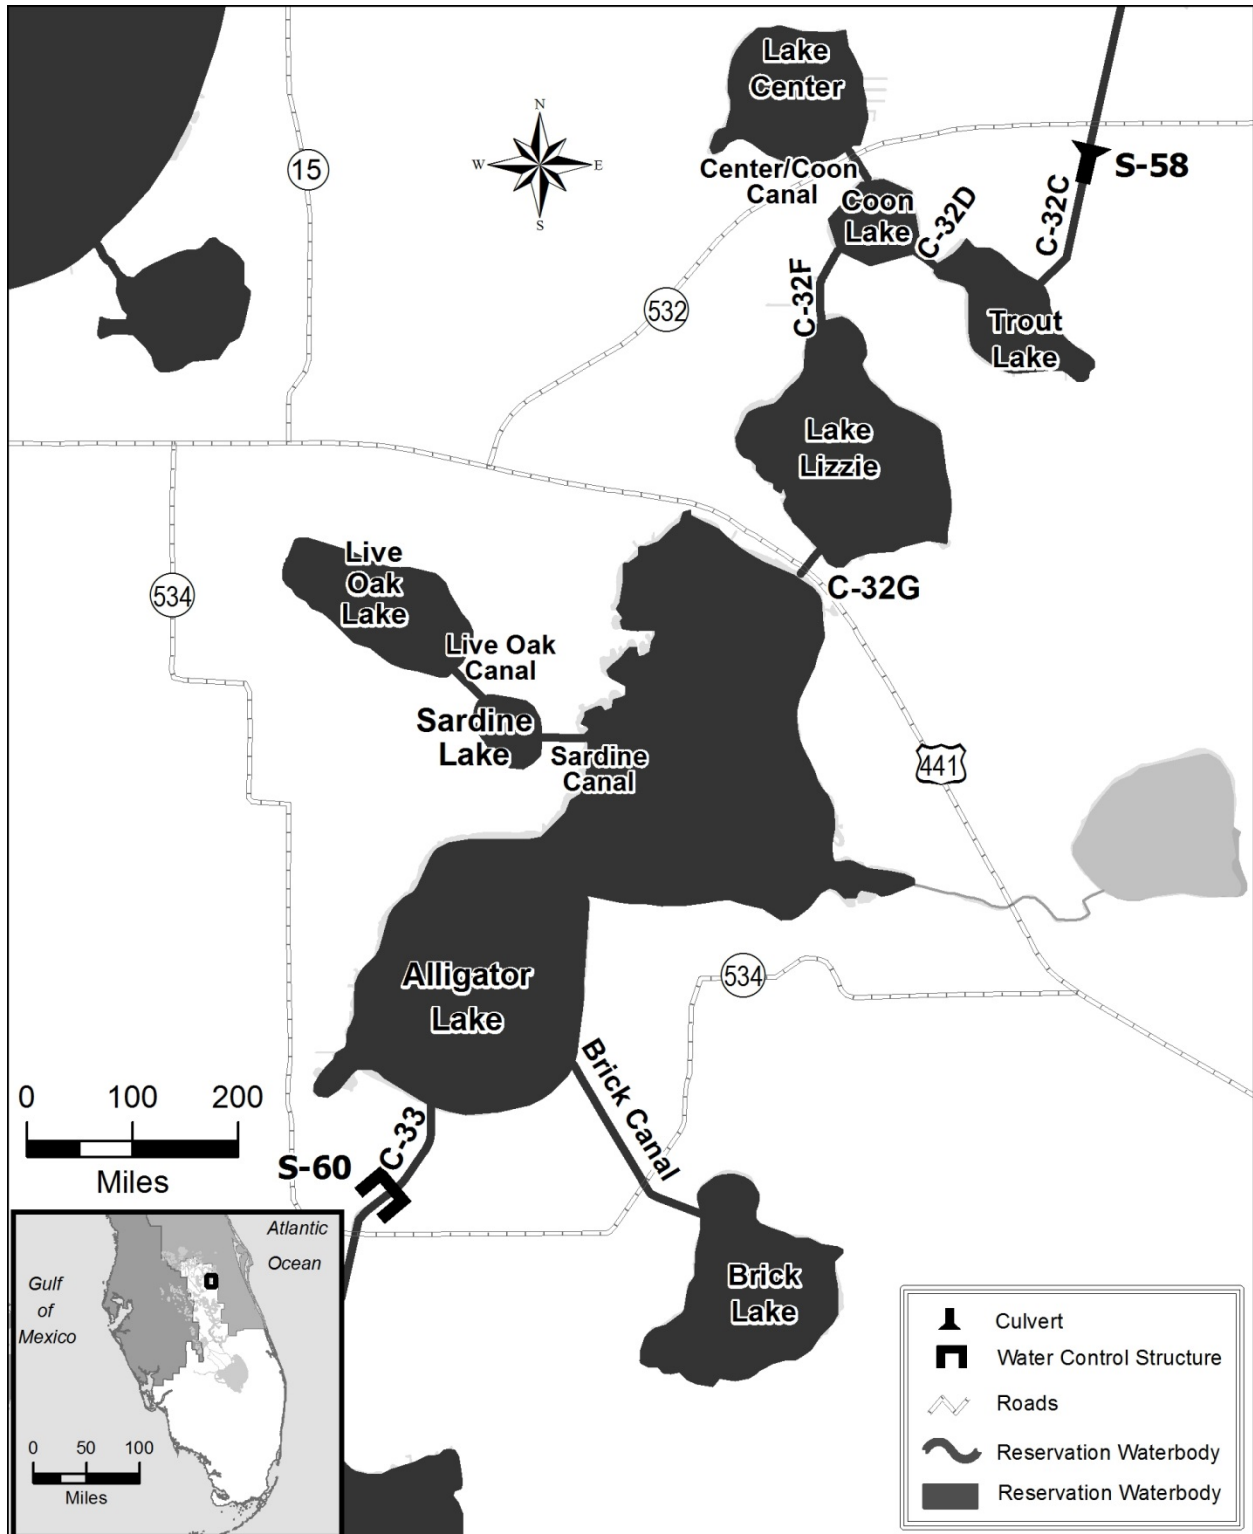 Lake
Center
N
W
E
S
15
Center/Coon
Canal
S-58
Coon
Lake
C-32D
C-32C
C-32F
532
Trout
Lake
Lake
Lizzie
Live
Oak
Lake
534
C-32G
Live Oak
Canal
Sardine
Lake
Sardine
Canal
441
Alligator
Lake
534
Brick Canal
0 100 200
Miles
C-33
S-60
Brick
Lake
Atlantic
Ocean
Gulf
of
Mexico
0 50 100
Miles
Culvert
Water Control Structure
Roads
Reservation Waterbody
Reservation Waterbody